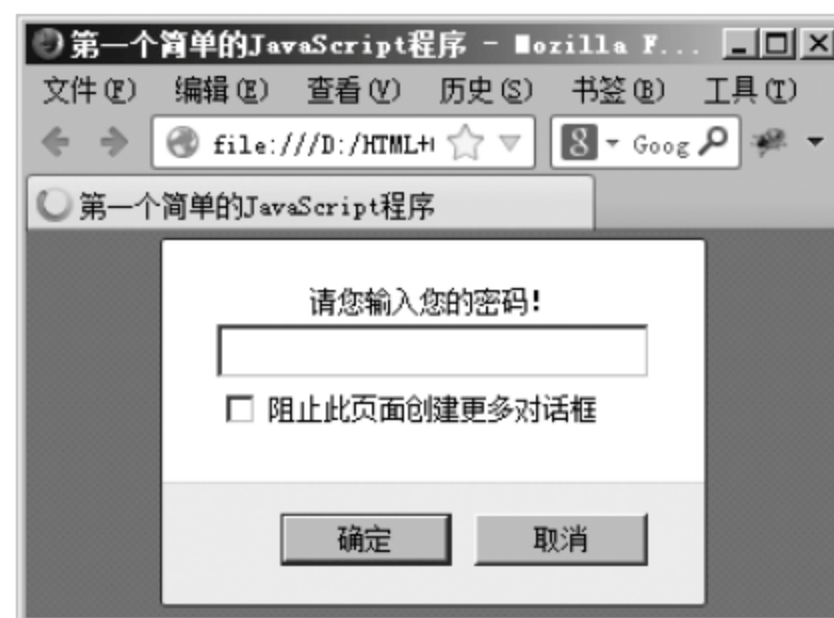 第一个简单的JavaScript程序 - Mozilla F...
文件(F) 编辑(E) 查看(V) 历史(S) 书签(B) 工具(T)
file:///D:/HTML+ 8 Goog
第一个简单的JavaScript程序
请您输入您的密码!
阻止此页面创建更多对话框
确定 取消